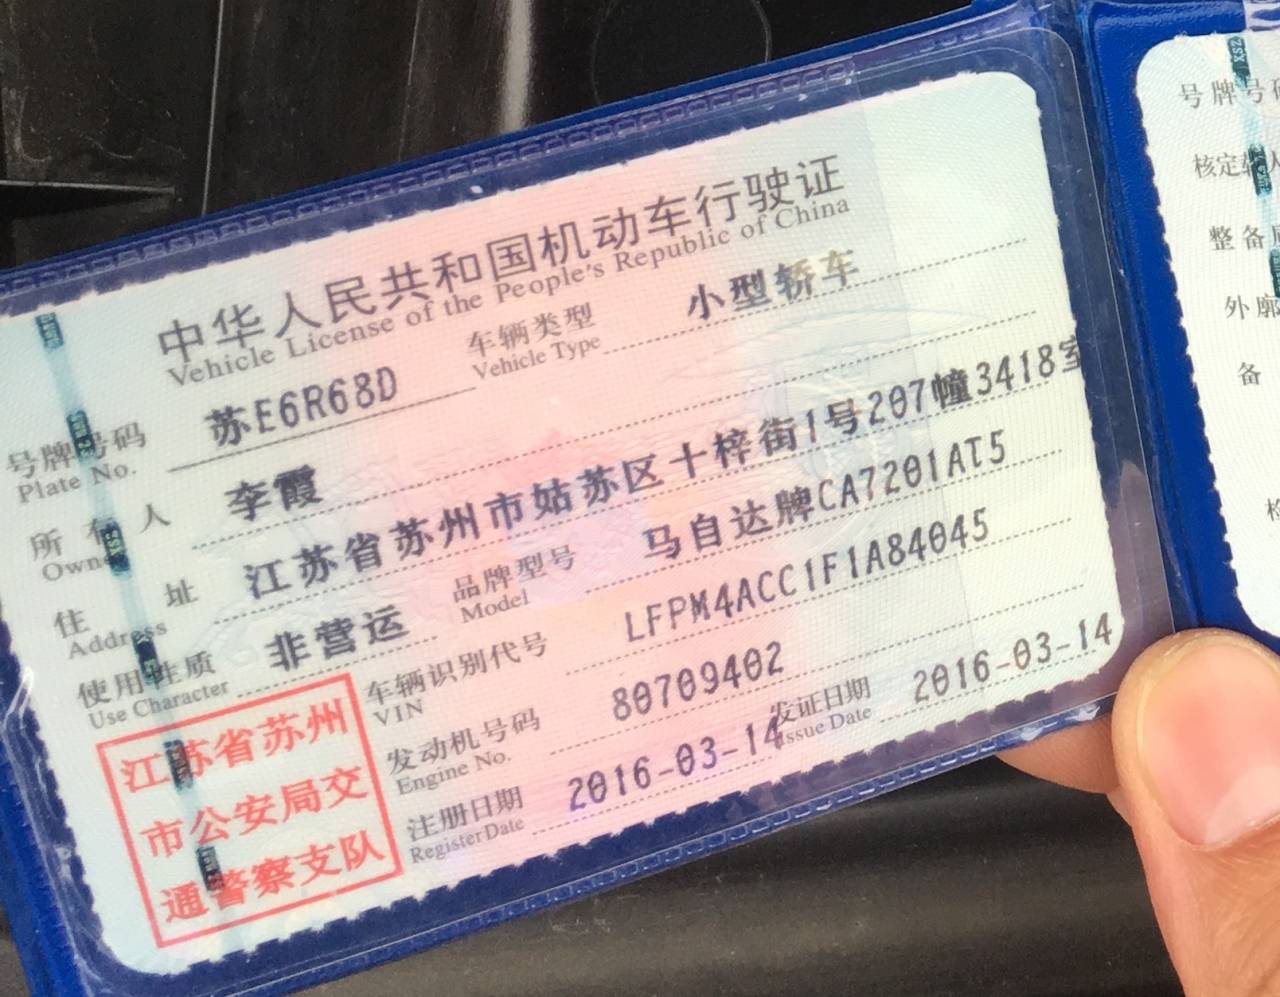 中华人民共和国机动车行驶证
Vehicle License of the People's Republic of China
号牌号码 苏E6R68D 车辆类型 小型轿车
Plate No. Vehicle Type
所有人 李霞
Owner
住址 江苏省苏州市姑苏区十梓街1号207幢3418室
Address
使用性质 非营运 品牌型号 马自达牌CA7201AT5
Use Character Model
车辆识别代号 LFPM4ACC1F1A84045
VIN
发动机号码 80709402
Engine No.
注册日期 2016-03-14 发证日期 2016-03-14
Register Date Issue Date
江苏省苏州
市公安局交
通警察支队
号牌号码
核定载人
整备
外廓
备